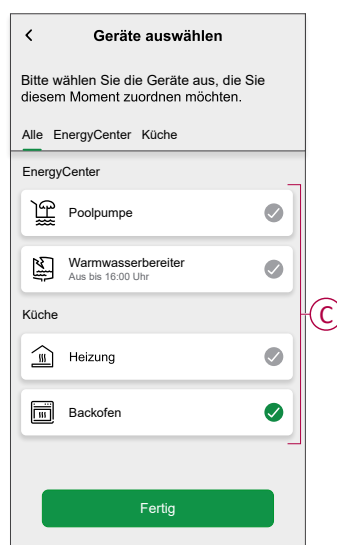 Geräte auswählen
Bitte wählen Sie die Geräte aus, die Sie
diesem Moment zuordnen möchten.
Alle EnergyCenter Küche
EnergyCenter
Poolpumpe
Warmwasserbereiter
Aus bis 16:00 Uhr
C
Küche
Heizung
Backofen
Fertig